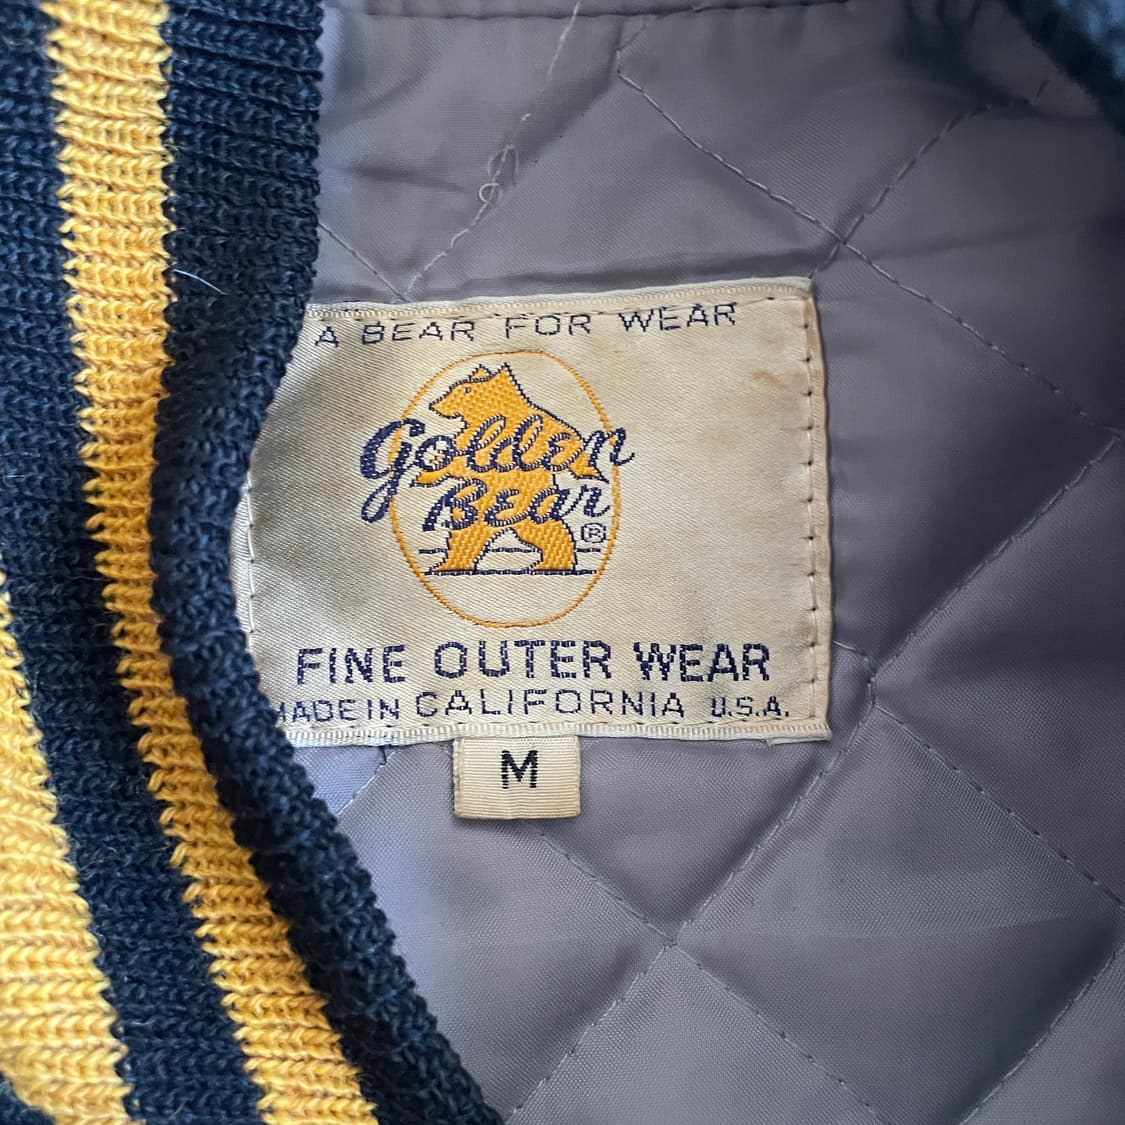 A BEAR FOR WEAR
Golden
Bear
®
FINE OUTER WEAR
MADE IN CALIFORNIA U.S.A.
M